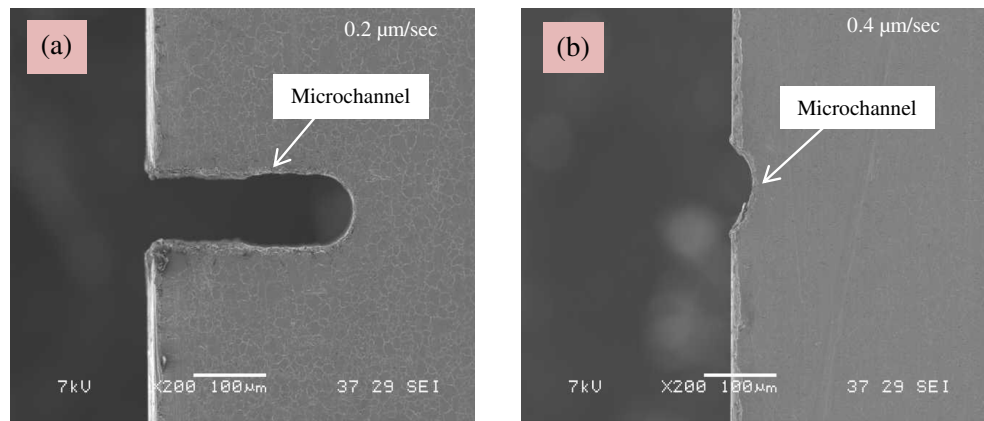 (a)
0.2 µm/sec
Microchannel
7kV X200 100µm 37 29 SEI
(b)
0.4 µm/sec
Microchannel
7kV X200 100µm 37 29 SEI